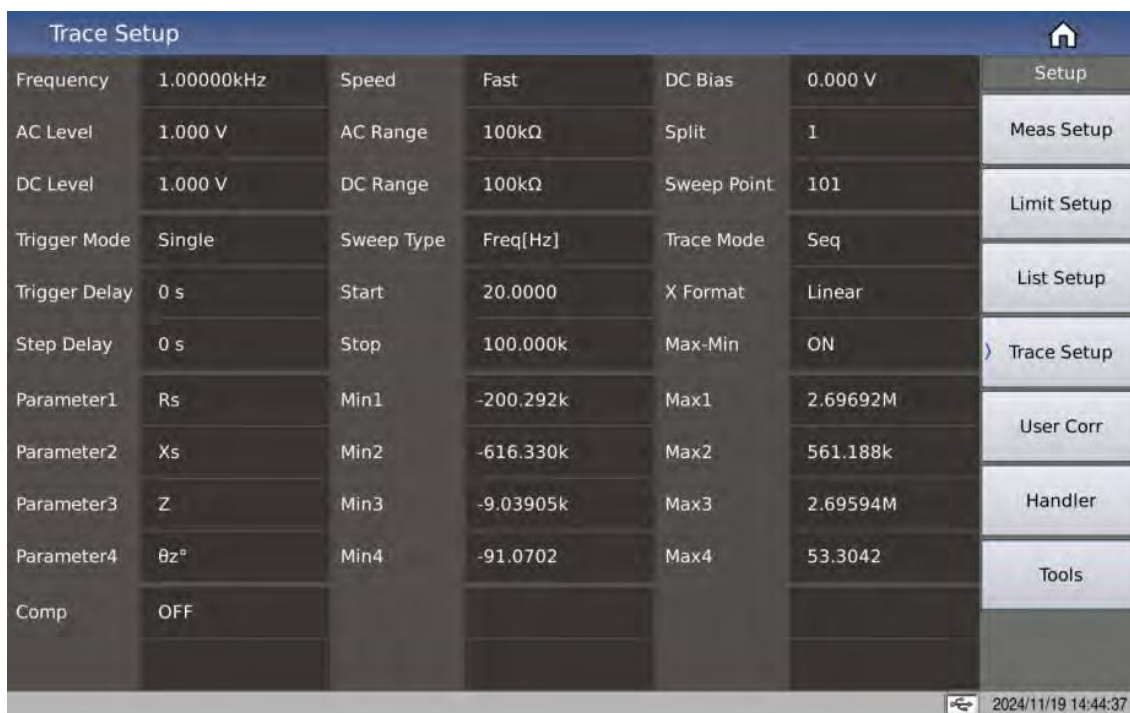 Trace Setup
Frequency 1.00000kHz Speed Fast DC Bias 0.000 V
AC Level 1.000 V AC Range 100kΩ Split 1
DC Level 1.000 V DC Range 100kΩ Sweep Point 101
Trigger Mode Single Sweep Type Freq[Hz] Trace Mode Seq
Trigger Delay 0 s Start 20.0000 X Format Linear
Step Delay 0 s Stop 100.000k Max-Min ON
Parameter1 Rs Min1 -200.292k Max1 2.69692M
Parameter2 Xs Min2 -616.330k Max2 561.188k
Parameter3 Z Min3 -9.03905k Max3 2.69594M
Parameter4 θz° Min4 -91.0702 Max4 53.3042
Comp OFF
Setup
Meas Setup
Limit Setup
List Setup
Trace Setup
User Corr
Handler
Tools
2024/11/19 14:44:37